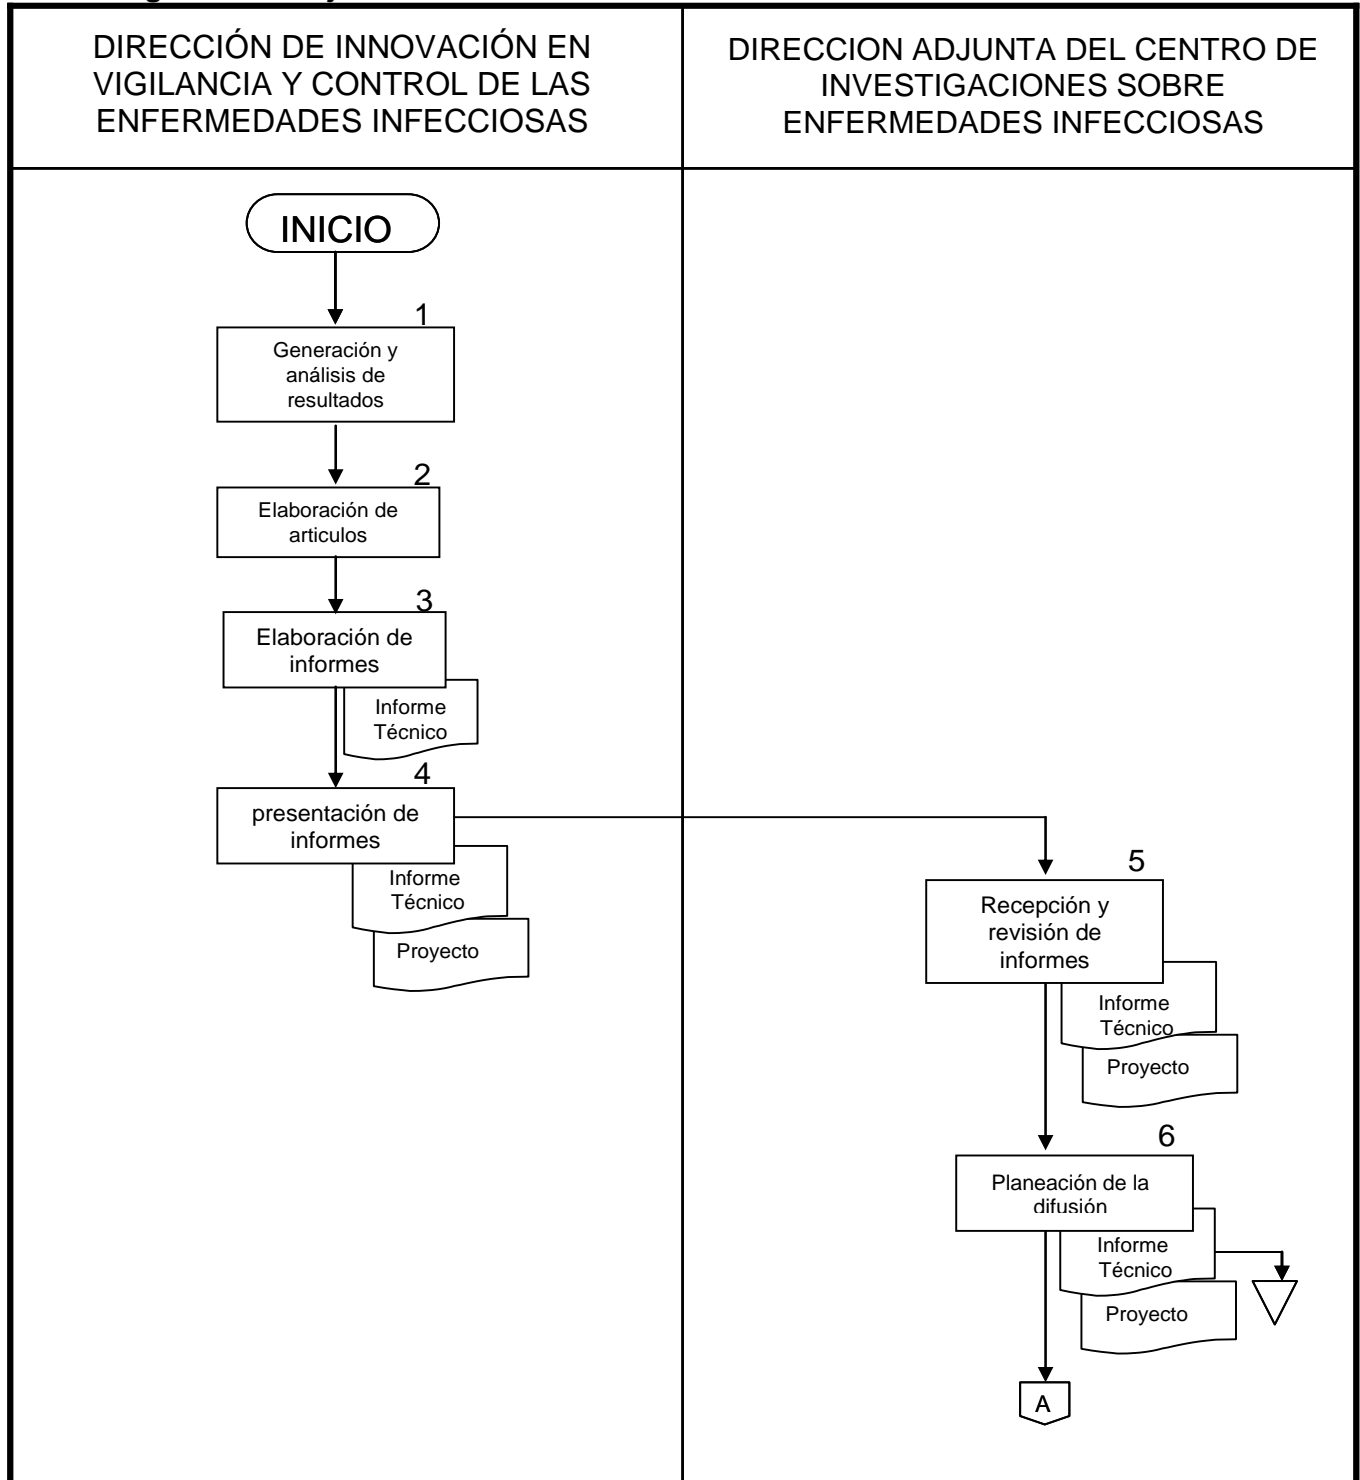 DIRECCIÓN DE INNOVACIÓN EN
VIGILANCIA Y CONTROL DE LAS
ENFERMEDADES INFECCIOSAS
DIRECCION ADJUNTA DEL CENTRO DE
INVESTIGACIONES SOBRE
ENFERMEDADES INFECCIOSAS
INICIO
1
Generación y
análisis de
resultados
2
Elaboración de
articulos
3
Elaboración de
informes
Informe
Técnico
4
presentación de
informes
Informe
Técnico
Proyecto
5
Recepción y
revisión de
informes
Informe
Técnico
Proyecto
6
Planeación de la
difusión
Informe
Técnico
Proyecto
A